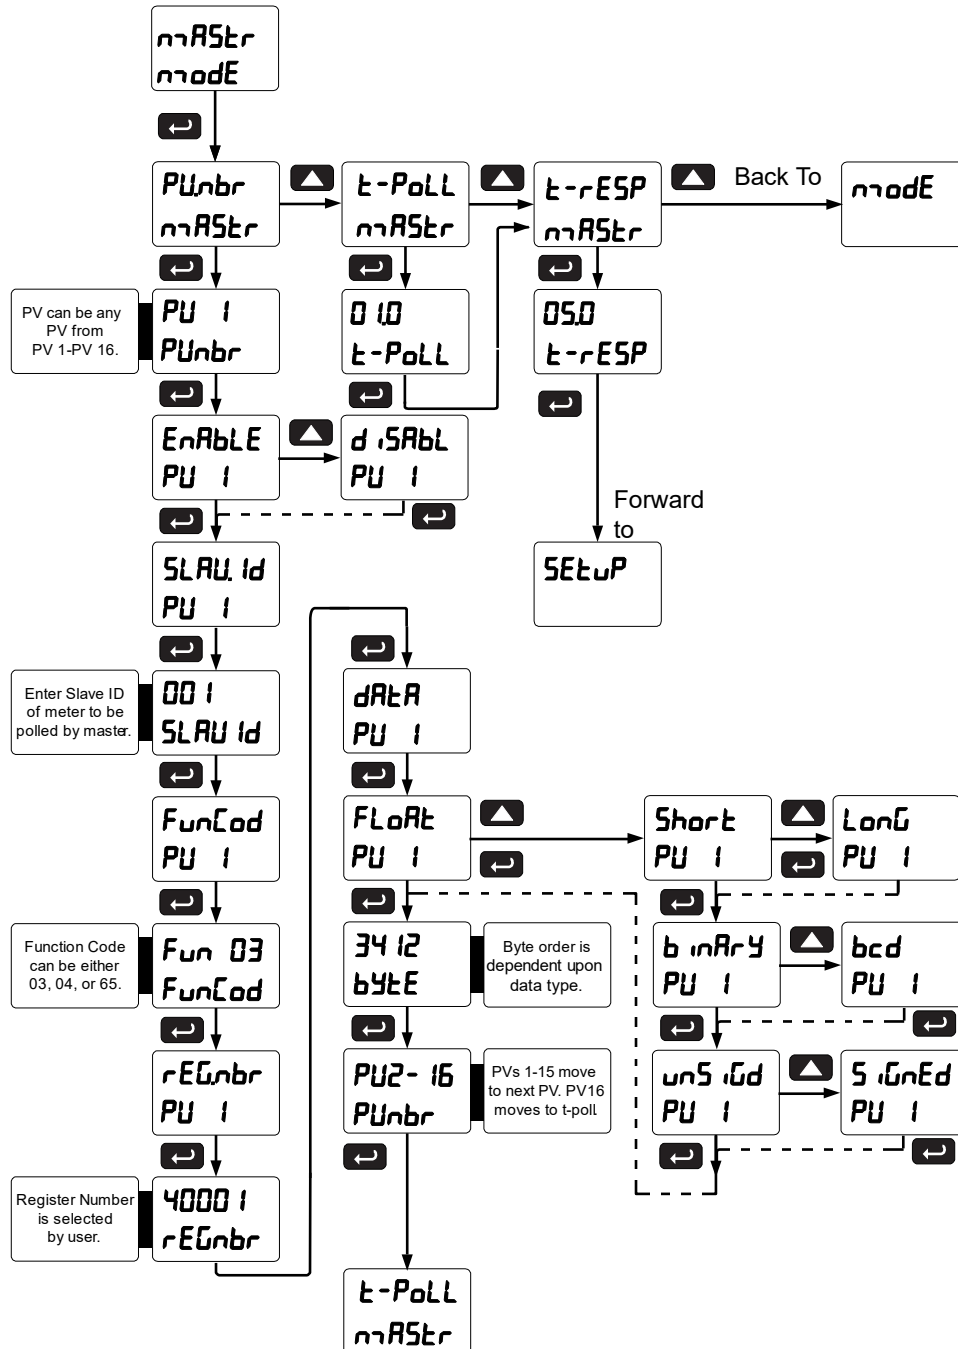 mAStr
modE
PV.nbr
mAStr
t-PoLL
mAStr
t-rESP
mAStr
Back To
modE
PV can be any
PV from
PV 1-PV 16.
PV 1
PVnbr
01.0
t-PoLL
05.0
t-rESP
EnAbLE
PV 1
diSAbL
PV 1
Forward
to
SEtuP
SLAV.Id
PV 1
Enter Slave ID
of meter to be
polled by master.
001
SLAV Id
dAtA
PV 1
FunCod
PV 1
FLoAt
PV 1
Short
PV 1
LonG
PV 1
Function Code
can be either
03, 04, or 65.
Fun 03
FunCod
3412
bytE
Byte order is
dependent upon
data type.
binAry
PV 1
bcd
PV 1
rEG.nbr
PV 1
PV2-16
PVnbr
PVs 1-15 move
to next PV. PV16
moves to t-poll.
unSiGd
PV 1
SiGnEd
PV 1
Register Number
is selected
by user.
40001
rEGnbr
t-PoLL
mAStr